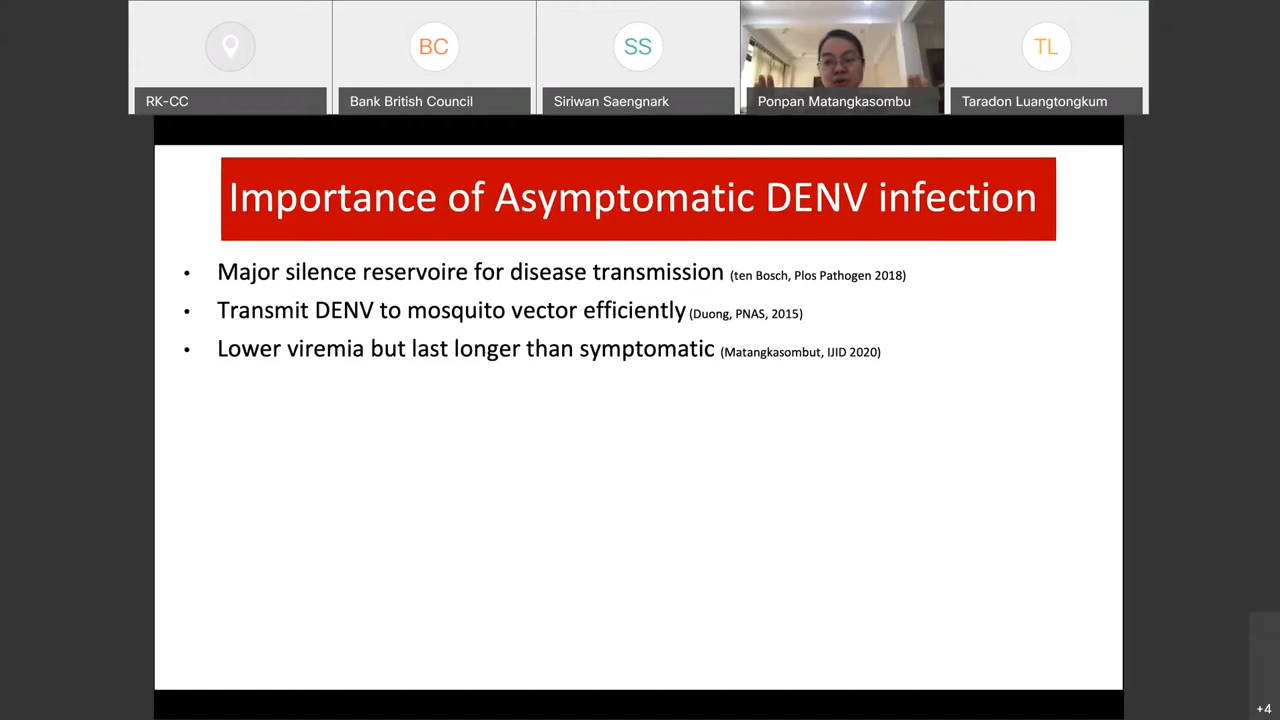 BC
SS
TL
RK-CC
Bank British Council
Siriwan Saengnark
Ponpan Matangkasombu
Taradon Luangtongkum
Importance of Asymptomatic DENV infection
• Major silence reservoire for disease transmission (ten Bosch, Plos Pathogen 2018)
• Transmit DENV to mosquito vector efficiently (Duong, PNAS, 2015)
• Lower viremia but last longer than symptomatic (Matangkasombut, IJID 2020)
+4